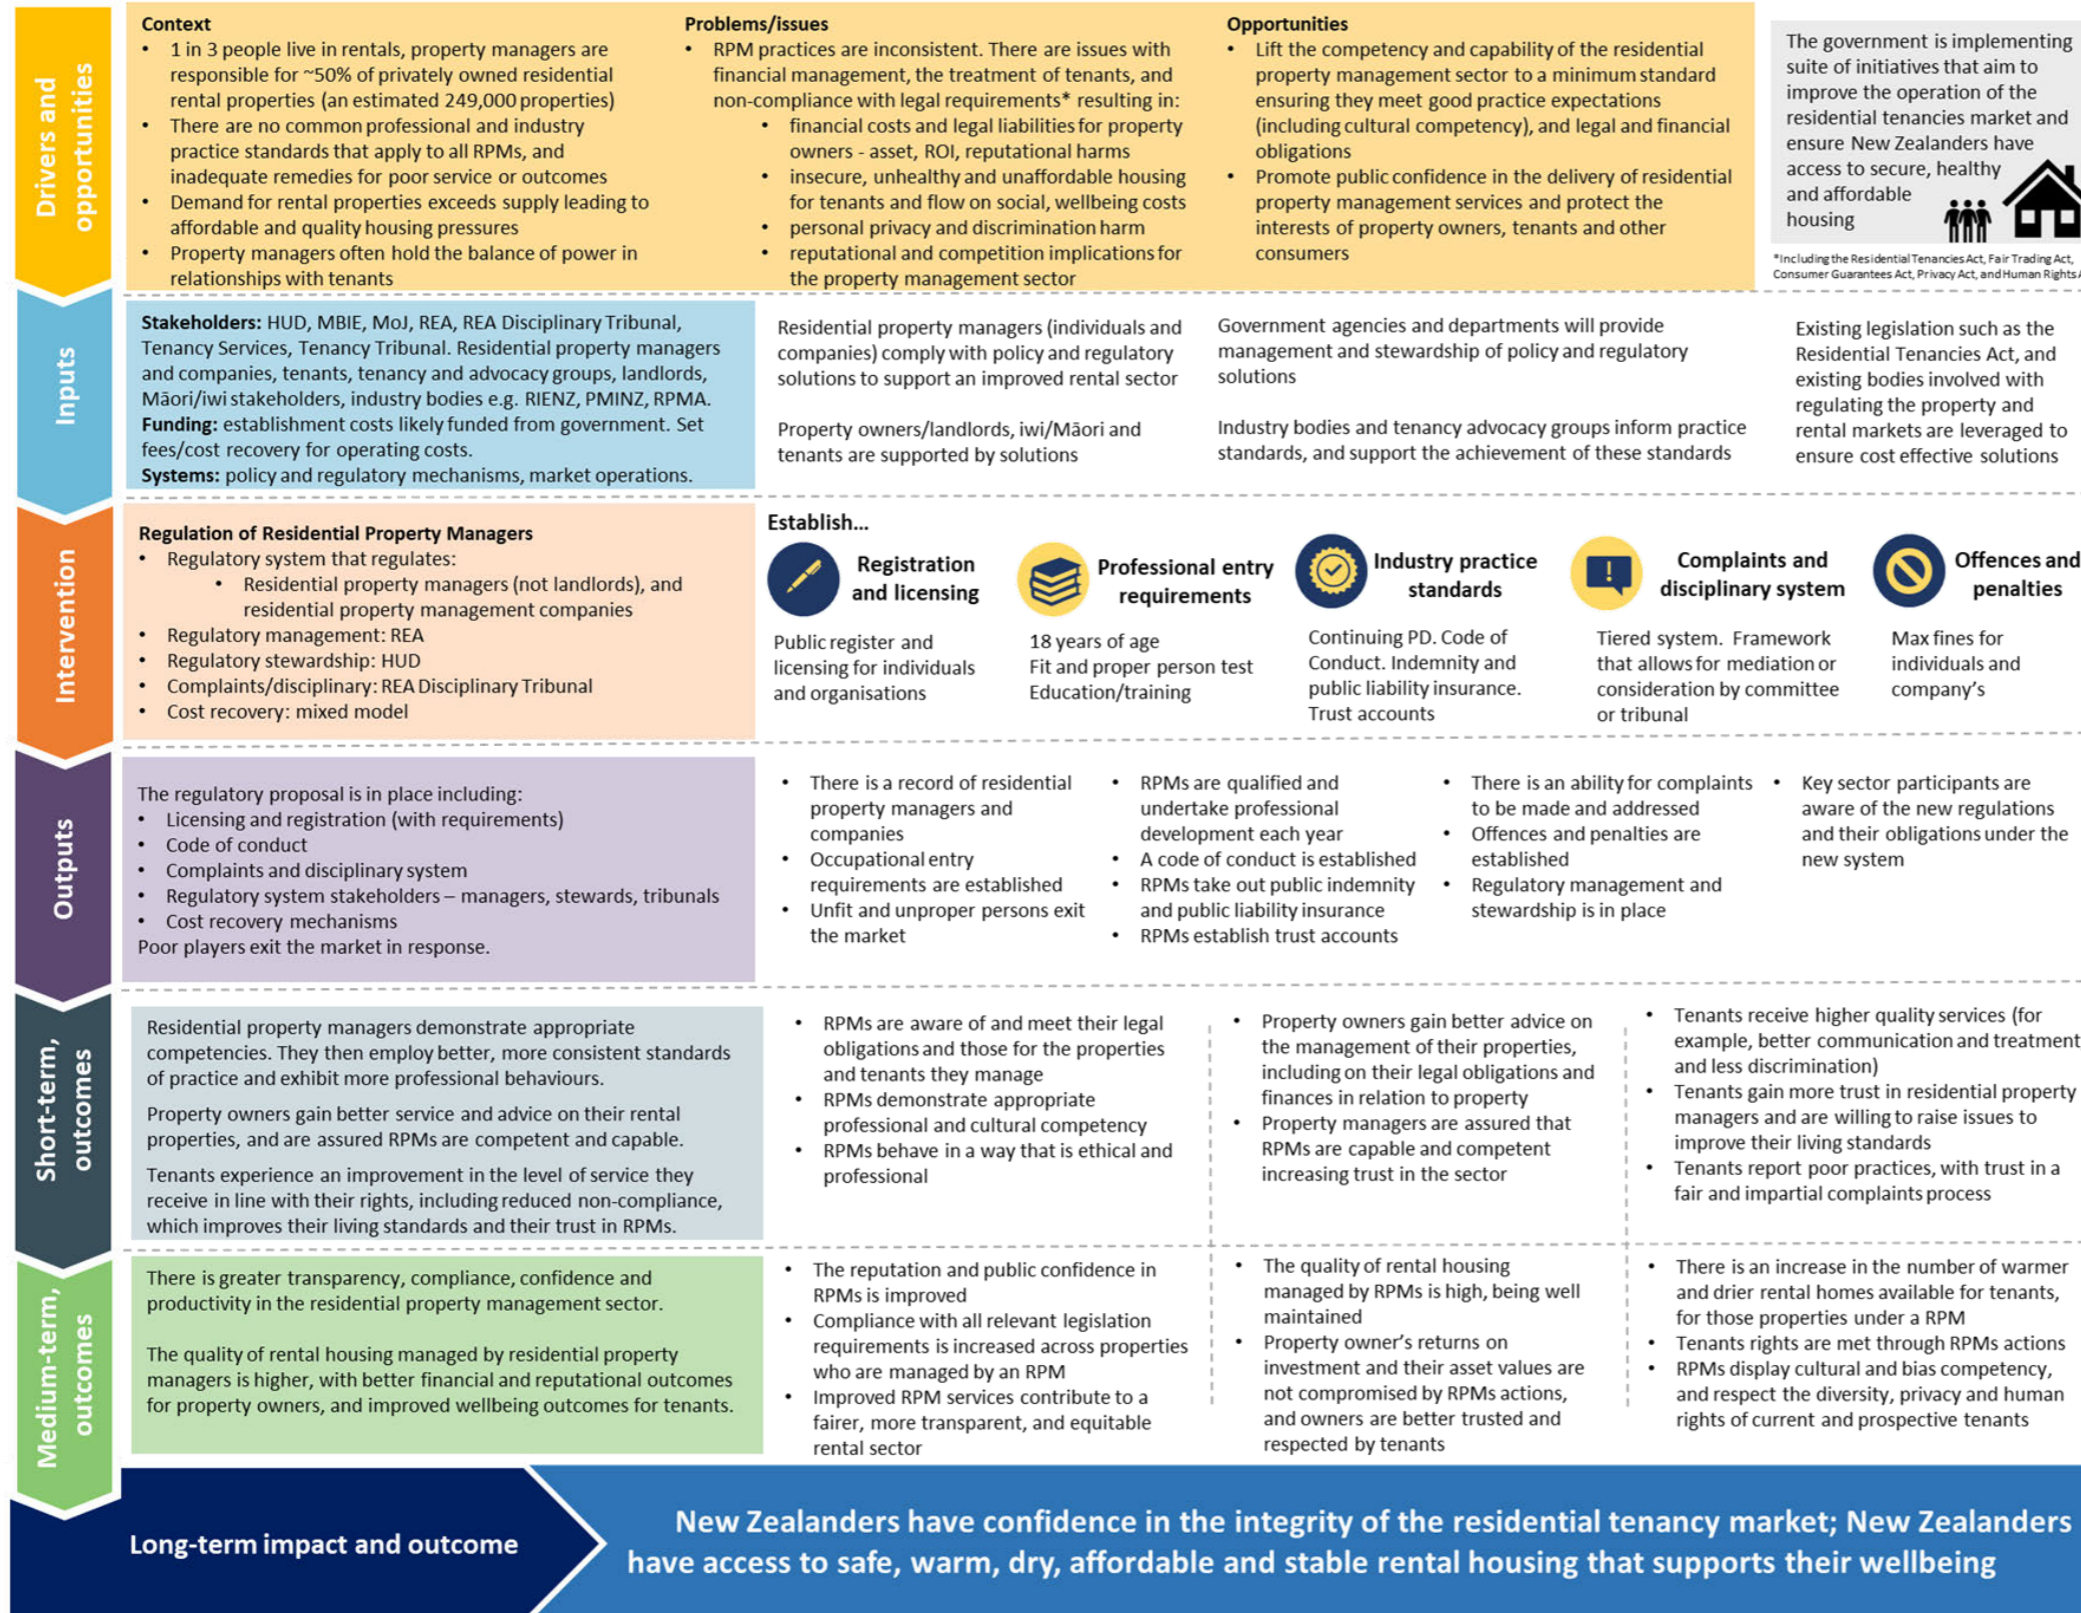 Drivers and
opportunities
Context
• 1 in 3 people live in rentals, property managers are
responsible for ~50% of privately owned residential
rental properties (an estimated 249,000 properties)
• There are no common professional and industry
practice standards that apply to all RPMs, and
inadequate remedies for poor service or outcomes
• Demand for rental properties exceeds supply leading to
affordable and quality housing pressures
• Property managers often hold the balance of power in
relationships with tenants
Problems/issues
• RPM practices are inconsistent. There are issues with
financial management, the treatment of tenants, and
non-compliance with legal requirements* resulting in:
• financial costs and legal liabilities for property
owners - asset, ROI, reputational harms
• insecure, unhealthy and unaffordable housing
for tenants and flow on social, wellbeing costs
• personal privacy and discrimination harm
• reputational and competition implications for
the property management sector
Opportunities
• Lift the competency and capability of the residential
property management sector to a minimum standard
ensuring they meet good practice expectations
(including cultural competency), and legal and financial
obligations
• Promote public confidence in the delivery of residential
property management services and protect the
interests of property owners, tenants and other
consumers
The government is implementing
suite of initiatives that aim to
improve the operation of the
residential tenancies market and
ensure New Zealanders have
access to secure, healthy
and affordable
housing
*Including the Residential Tenancies Act, Fair Trading Act,
Consumer Guarantees Act, Privacy Act, and Human Rights
Inputs
Stakeholders: HUD, MBIE, MoJ, REA, REA Disciplinary Tribunal,
Tenancy Services, Tenancy Tribunal. Residential property managers
and companies, tenants, tenancy and advocacy groups, landlords,
Māori/iwi stakeholders, industry bodies e.g. RIENZ, PMINZ, RPMA.
Funding: establishment costs likely funded from government. Set
fees/cost recovery for operating costs.
Systems: policy and regulatory mechanisms, market operations.
Residential property managers (individuals and
companies) comply with policy and regulatory
solutions to support an improved rental sector
Property owners/landlords, iwi/Māori and
tenants are supported by solutions
Government agencies and departments will provide
management and stewardship of policy and regulatory
solutions
Industry bodies and tenancy advocacy groups inform practice
standards, and support the achievement of these standards
Existing legislation such as the
Residential Tenancies Act, and
existing bodies involved with
regulating the property and
rental markets are leveraged to
ensure cost effective solutions
Intervention
Regulation of Residential Property Managers
• Regulatory system that regulates:
• Residential property managers (not landlords), and
residential property management companies
• Regulatory management: REA
• Regulatory stewardship: HUD
• Complaints/disciplinary: REA Disciplinary Tribunal
• Cost recovery: mixed model
Establish...
Registration
and licensing
Public register and
licensing for individuals
and organisations
Professional entry
requirements
18 years of age
Fit and proper person test
Education/training
Industry practice
standards
Continuing PD. Code of
Conduct. Indemnity and
public liability insurance.
Trust accounts
!
Complaints and
disciplinary system
Tiered system. Framework
that allows for mediation or
consideration by committee
or tribunal
Offences and
penalties
Max fines for
individuals and
company's
Outputs
The regulatory proposal is in place including:
• Licensing and registration (with requirements)
• Code of conduct
• Complaints and disciplinary system
• Regulatory system stakeholders – managers, stewards, tribunals
• Cost recovery mechanisms
Poor players exit the market in response.
• There is a record of residential
property managers and
companies
• Occupational entry
requirements are established
• Unfit and unproper persons exit
the market
• RPMs are qualified and
undertake professional
development each year
• A code of conduct is established
• RPMs take out public indemnity
and public liability insurance
• RPMs establish trust accounts
• There is an ability for complaints
to be made and addressed
• Offences and penalties are
established
• Regulatory management and
stewardship is in place
• Key sector participants are
aware of the new regulations
and their obligations under the
new system
Short-term,
outcomes
Residential property managers demonstrate appropriate
competencies. They then employ better, more consistent standards
of practice and exhibit more professional behaviours.
Property owners gain better service and advice on their rental
properties, and are assured RPMs are competent and capable.
Tenants experience an improvement in the level of service they
receive in line with their rights, including reduced non-compliance,
which improves their living standards and their trust in RPMs.
• RPMs are aware of and meet their legal
obligations and those for the properties
and tenants they manage
• RPMs demonstrate appropriate
professional and cultural competency
• RPMs behave in a way that is ethical and
professional
• Property owners gain better advice on
the management of their properties,
including on their legal obligations and
finances in relation to property
• Property managers are assured that
RPMs are capable and competent
increasing trust in the sector
• Tenants receive higher quality services (for
example, better communication and treatment
and less discrimination)
• Tenants gain more trust in residential property
managers and are willing to raise issues to
improve their living standards
• Tenants report poor practices, with trust in a
fair and impartial complaints process
Medium-term,
outcomes
There is greater transparency, compliance, confidence and
productivity in the residential property management sector.
The quality of rental housing managed by residential property
managers is higher, with better financial and reputational outcomes
for property owners, and improved wellbeing outcomes for tenants.
• The reputation and public confidence in
RPMs is improved
• Compliance with all relevant legislation
requirements is increased across properties
who are managed by an RPM
• Improved RPM services contribute to a
fairer, more transparent, and equitable
rental sector
• The quality of rental housing
managed by RPMs is high, being well
maintained
• Property owner's returns on
investment and their asset values are
not compromised by RPMs actions,
and owners are better trusted and
respected by tenants
• There is an increase in the number of warmer
and drier rental homes available for tenants,
for those properties under a RPM
• Tenants rights are met through RPMs actions
• RPMs display cultural and bias competency,
and respect the diversity, privacy and human
rights of current and prospective tenants
Long-term impact and outcome
New Zealanders have confidence in the integrity of the residential tenancy market; New Zealanders
have access to safe, warm, dry, affordable and stable rental housing that supports their wellbeing